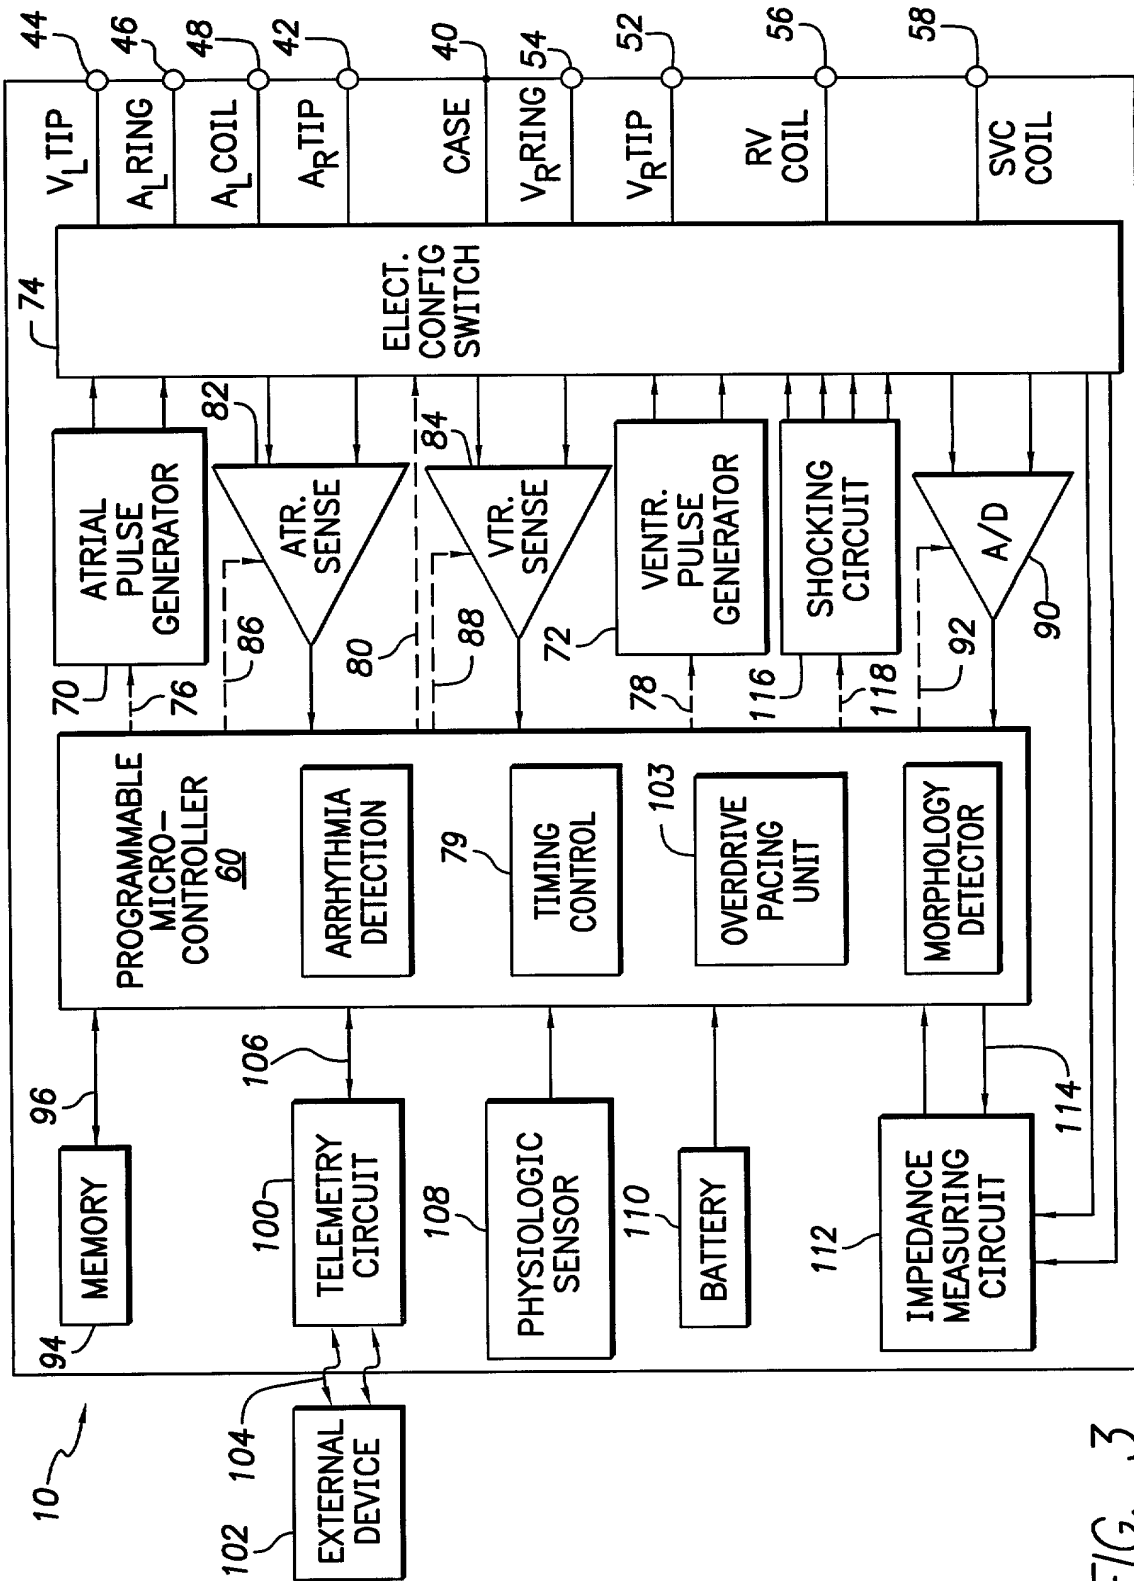 10
102
EXTERNAL
DEVICE
104
94
MEMORY
96
100
TELEMETRY
CIRCUIT
106
108
PHYSIOLOGIC
SENSOR
110
BATTERY
112
IMPEDANCE
MEASURING
CIRCUIT
114
PROGRAMMABLE
MICRO-
CONTROLLER
60
ARRHYTHMIA
DETECTION
79
TIMING
CONTROL
103
OVERDRIVE
PACING
UNIT
MORPHOLOGY
DETECTOR
70
76
ATRIAL
PULSE
GENERATOR
86
82
ATR.
SENSE
80
88
84
VTR.
SENSE
72
78
VENTR.
PULSE
GENERATOR
116
118
SHOCKING
CIRCUIT
92
A/D
90
74
ELECT.
CONFIG
SWITCH
VL TIP
44
AL RING
46
AL COIL
48
AR TIP
42
CASE
40
VR RING
54
VR TIP
52
RV
COIL
56
SVC
COIL
58
FIG. 3